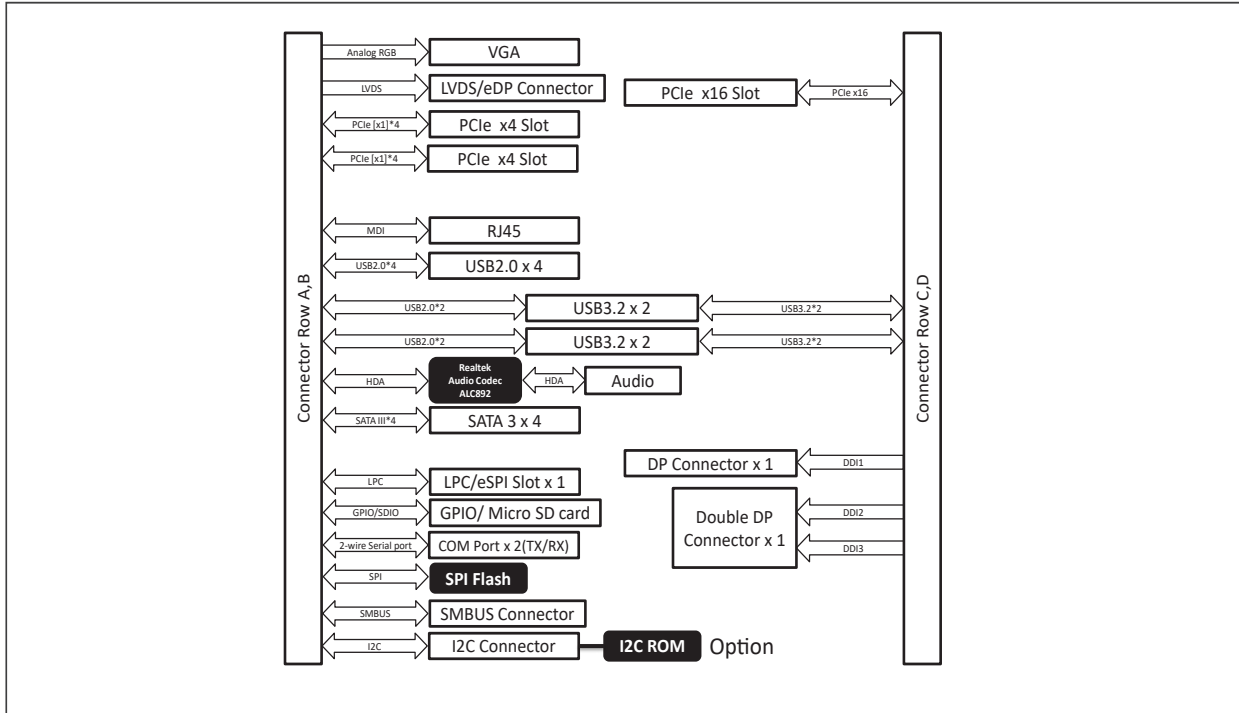 Connector Row A,B
Analog RGB
VGA
LVDS
LVDS/eDP Connector
PCIe [x1]*4
PCIe x4 Slot
PCIe [x1]*4
PCIe x4 Slot
MDI
RJ45
USB2.0*4
USB2.0 x 4
USB2.0*2
USB3.2 x 2
USB3.2*2
USB2.0*2
USB3.2 x 2
USB3.2*2
HDA
Realtek
Audio Codec
ALC892
HDA
Audio
SATA III*4
SATA 3 x 4
LPC
LPC/eSPI Slot x 1
GPIO/SDIO
GPIO/ Micro SD card
2-wire Serial port
COM Port x 2(TX/RX)
SPI
SPI Flash
SMBUS
SMBUS Connector
I2C
I2C Connector
I2C ROM
Option
PCIe x16 Slot
PCIe x16
DP Connector x 1
DDI1
Double DP
Connector x 1
DDI2
DDI3
Connector Row C,D